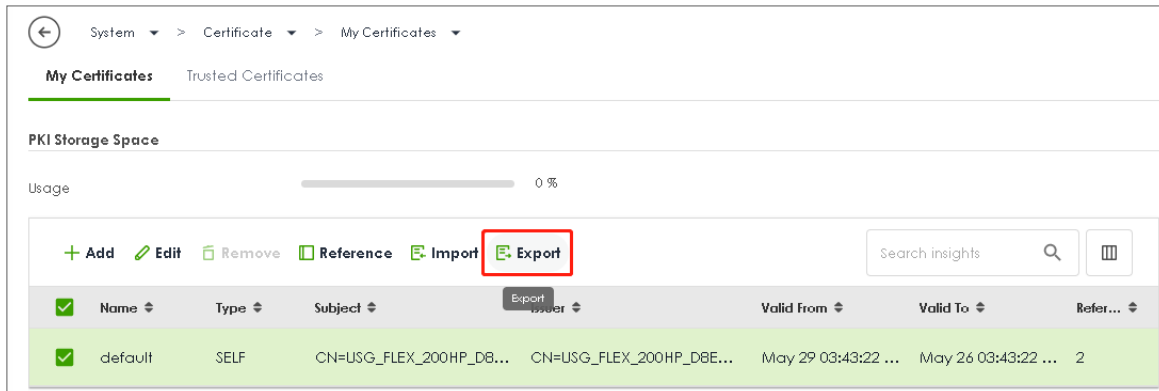 System > Certificate > My Certificates
My Certificates Trusted Certificates
PKI Storage Space
Usage 0 %
Add Edit Remove Reference Import Export Search insights
Export
Name Type Subject Issuer Valid From Valid To Refer...
default SELF CN=USG_FLEX_200HP_D8... CN=USG_FLEX_200HP_D8E... May 29 03:43:22 ... May 26 03:43:22 ... 2